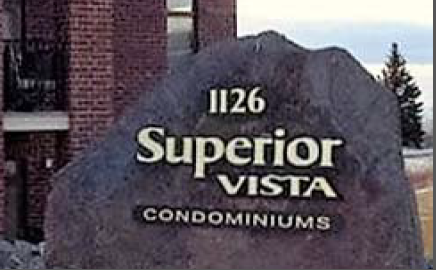 1126
Superior
VISTA
CONDOMINIUMS